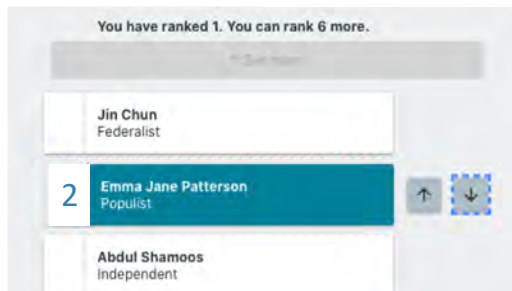 You have ranked 1. You can rank 6 more.
Jin Chun
Federalist
2
Emma Jane Patterson
Populist
↑ ↓
Abdul Shamoos
Independent